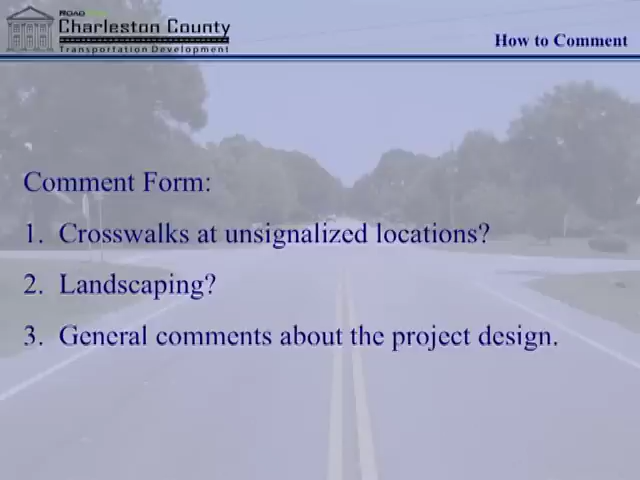 ROAD
Charleston County
Transportation Development
How to Comment
Comment Form:
1. Crosswalks at unsignalized locations?
2. Landscaping?
3. General comments about the project design.